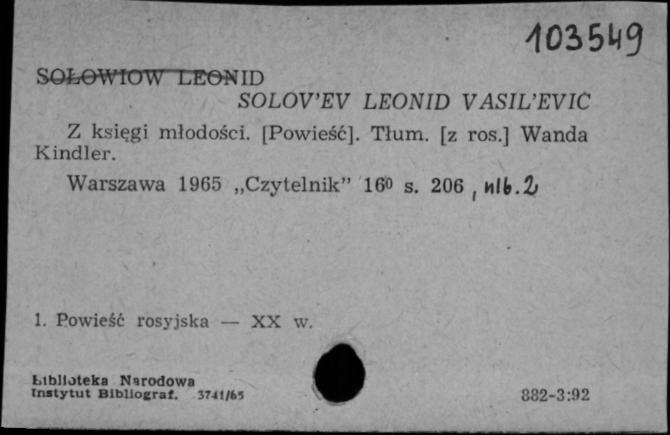 103549
SOŁOWIOW LEONID
SOLOV'EV LEONID VASIL'EVIČ
Z księgi młodości. [Powieść]. Tłum. [z ros.] Wanda
Kindler.
Warszawa 1965 „Czytelnik” 16⁰ s. 206, nlb. 2
1. Powieść rosyjska — XX w.
Biblioteka Narodowa
Instytut Bibliograf. 3741/65
882-3:92